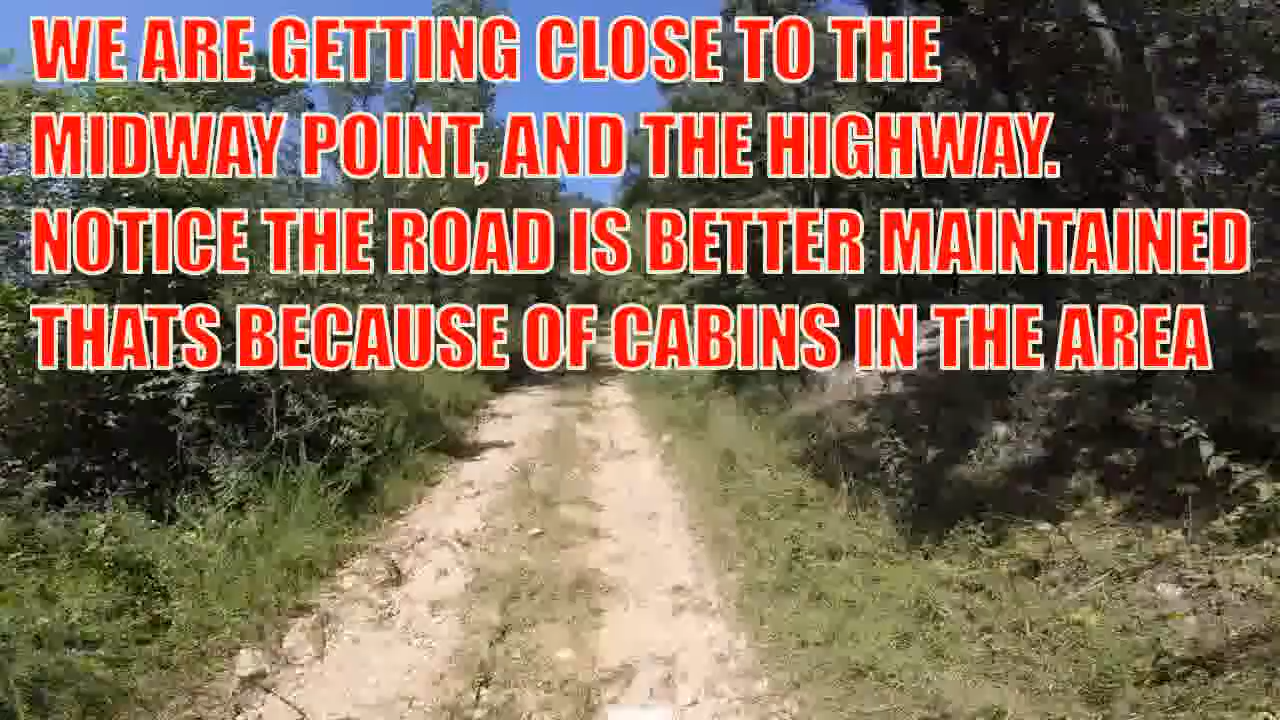 WE ARE GETTING CLOSE TO THE
MIDWAY POINT, AND THE HIGHWAY.
NOTICE THE ROAD IS BETTER MAINTAINED
THATS BECAUSE OF CABINS IN THE AREA